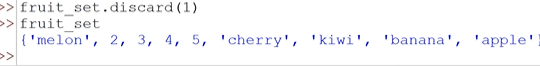 >>fruit_set.discard(1)
>>fruit_set
{'melon', 2, 3, 4, 5, 'cherry', 'kiwi', 'banana', 'apple'}
>>